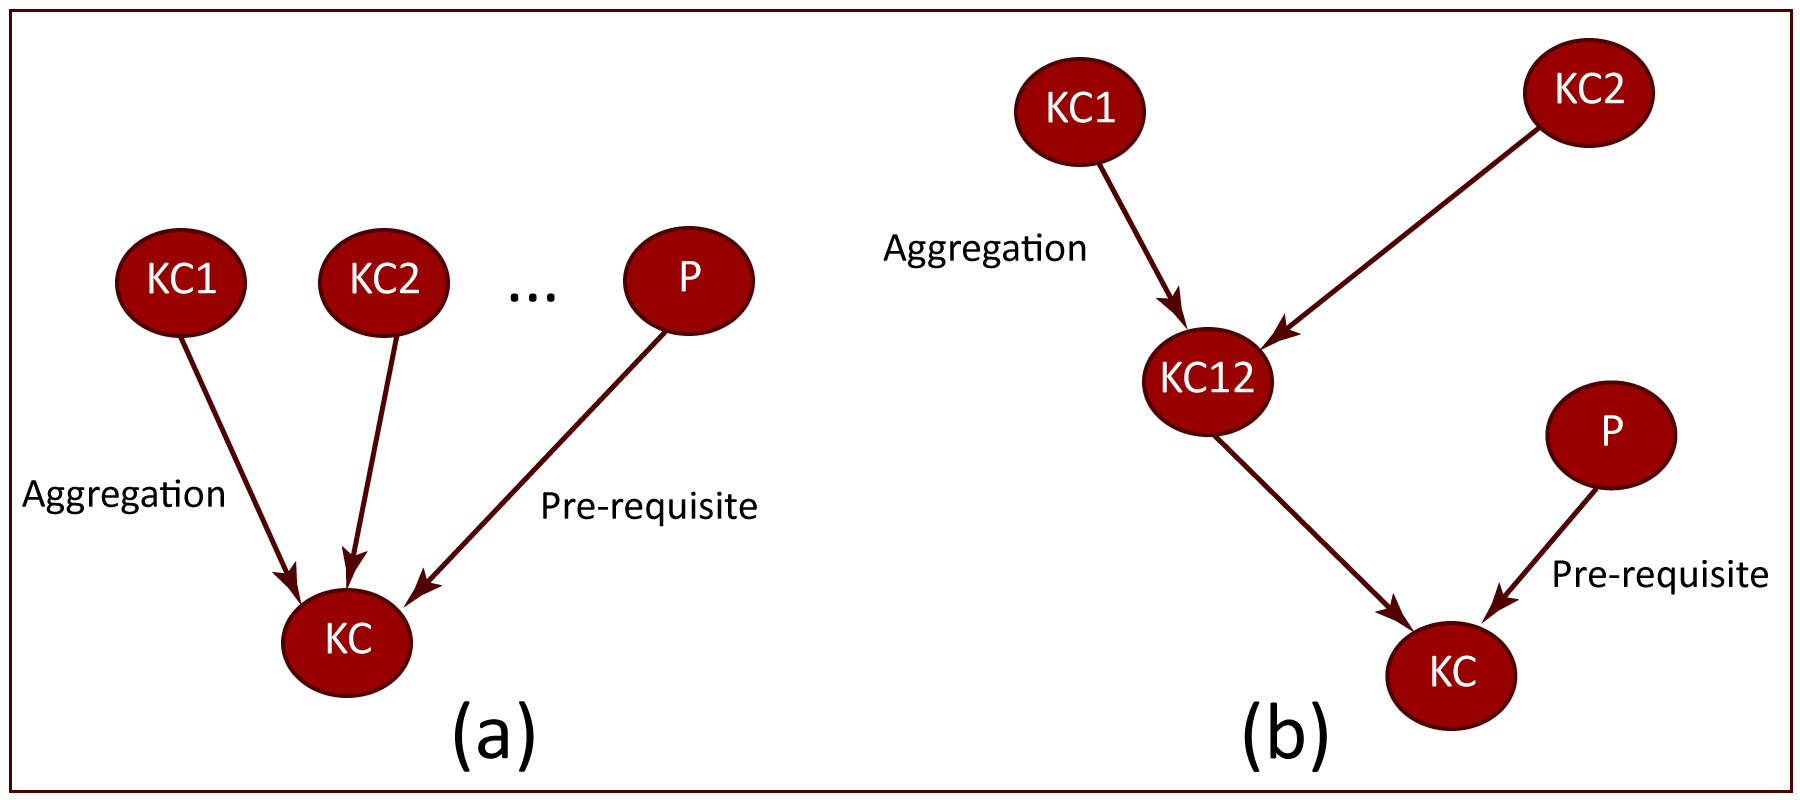 KC1
KC2
...
P
Aggregation
Pre-requisite
KC
(a)
KC1
KC2
Aggregation
KC12
P
Pre-requisite
KC
(b)